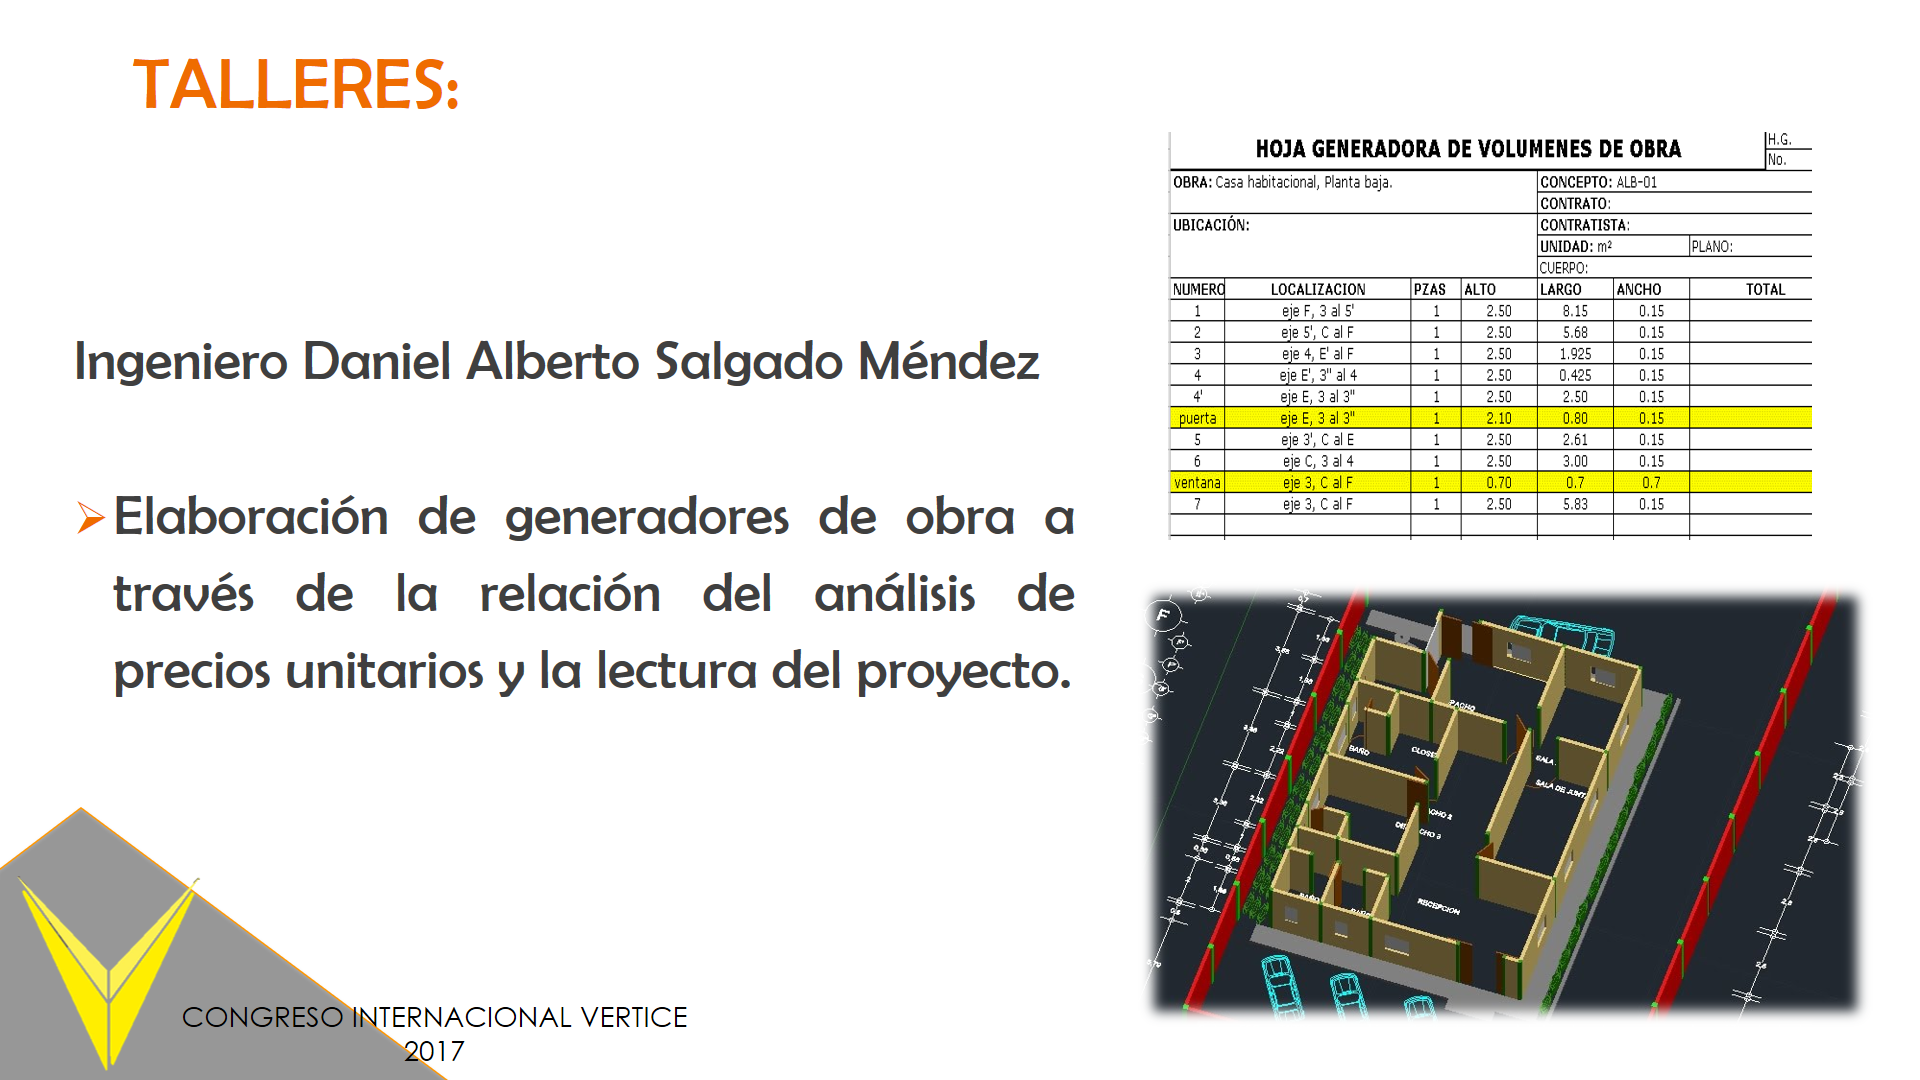 TALLERES:
Ingeniero Daniel Alberto Salgado Méndez
Elaboración de generadores de obra a
través de la relación del análisis de
precios unitarios y la lectura del proyecto.
CONGRESO INTERNACIONAL VERTICE
2017
HOJA GENERADORA DE VOLUMENES DE OBRA
H.G.
No.
OBRA: Casa habitacional, Planta baja.
CONCEPTO: ALB-01
CONTRATO:
UBICACIÓN:
CONTRATISTA:
UNIDAD: m² PLANO:
CUERPO:
NUMERO LOCALIZACION PZAS ALTO LARGO ANCHO TOTAL
1 eje F, 3 al 5' 1 2.50 8.15 0.15
2 eje 5', C al F 1 2.50 5.68 0.15
3 eje 4, E' al F 1 2.50 1.925 0.15
4 eje E', 3" al 4 1 2.50 0.425 0.15
4' eje E, 3 al 3" 1 2.50 2.50 0.15
puerta eje E, 3 al 3" 1 2.10 0.80 0.15
5 eje 3', C al E 1 2.50 2.61 0.15
6 eje C, 3 al 4 1 2.50 3.00 0.15
ventana eje 3, C al F 1 0.70 0.7 0.7
7 eje 3, C al F 1 2.50 5.83 0.15
F
BAÑO
SALA
SALA DE JUNT
RECEPCION